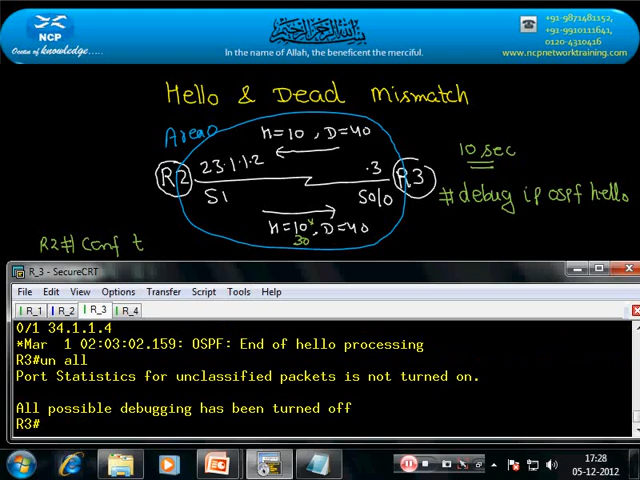 NCP
Ocean of knowledge.....
بسم الله الرحمن الرحيم
In the name of Allah, the beneficent the merciful.
+91-9871481152,
+91-9910111641,
0120-4310416
www.ncpnetworktraining.com
Hello & Dead Mismatch
Area0
H=10 , D=40
10 sec
R2
23.1.1.2
.3
R3
S1
S0/0
# debug ip ospf hello
H=10 , D=40
30
R2# Conf t
R_3 - SecureCRT
File Edit View Options Transfer Script Tools Help
R_1 R_2 R_3 R_4
0/1 34.1.1.4
*Mar 1 02:03:02.159: OSPF: End of hello processing
R3#un all
Port Statistics for unclassified packets is not turned on.
All possible debugging has been turned off
R3#
17:28
05-12-2012